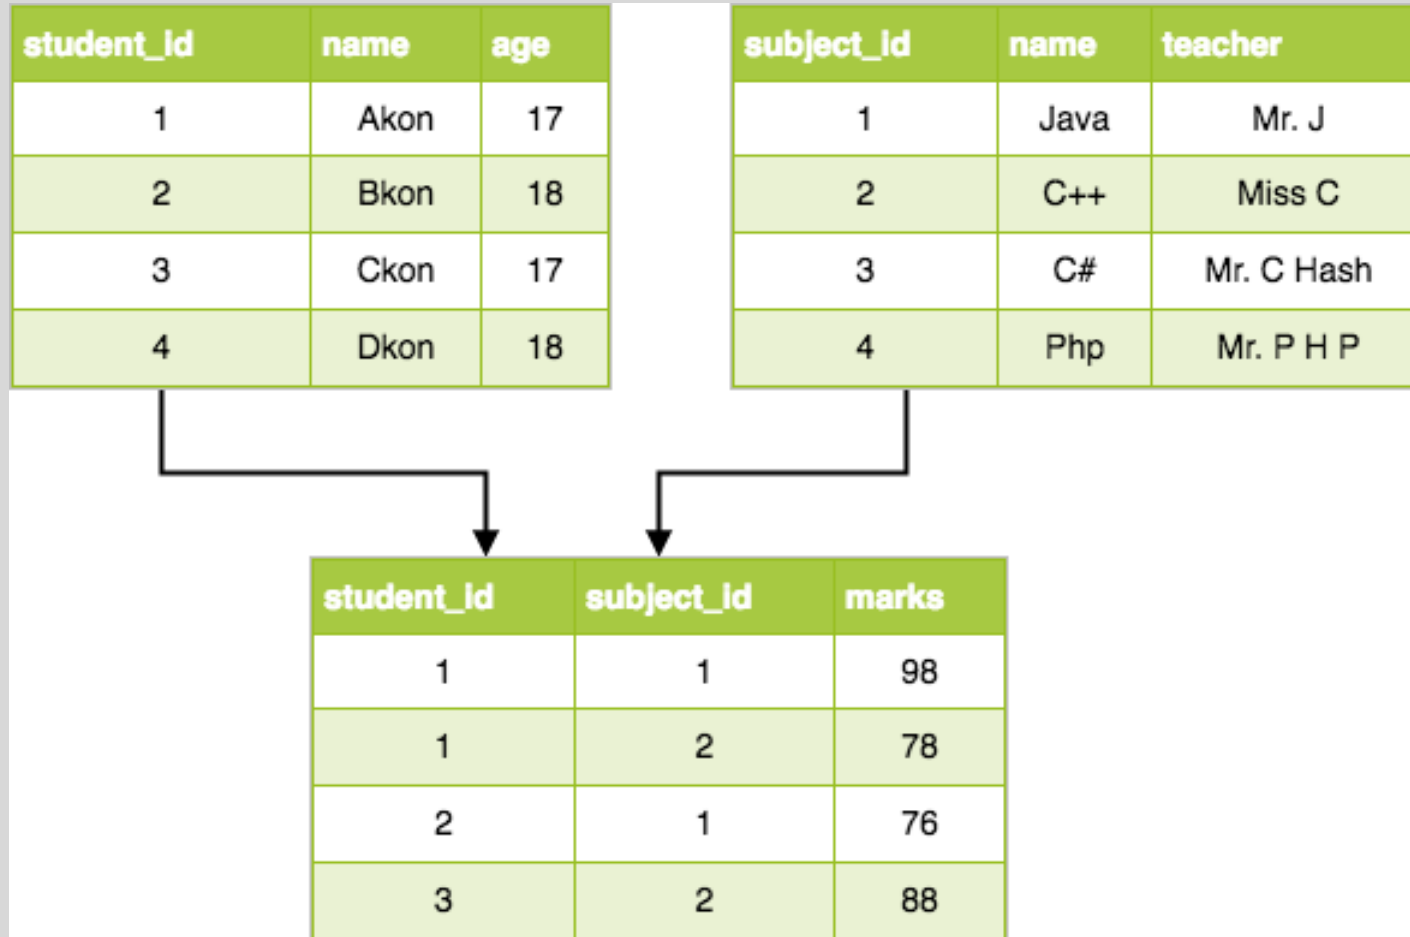 student_id name age
1 Akon 17
2 Bkon 18
3 Ckon 17
4 Dkon 18
subject_id name teacher
1 Java Mr. J
2 C++ Miss C
3 C# Mr. C Hash
4 Php Mr. P H P
student_id subject_id marks
1 1 98
1 2 78
2 1 76
3 2 88